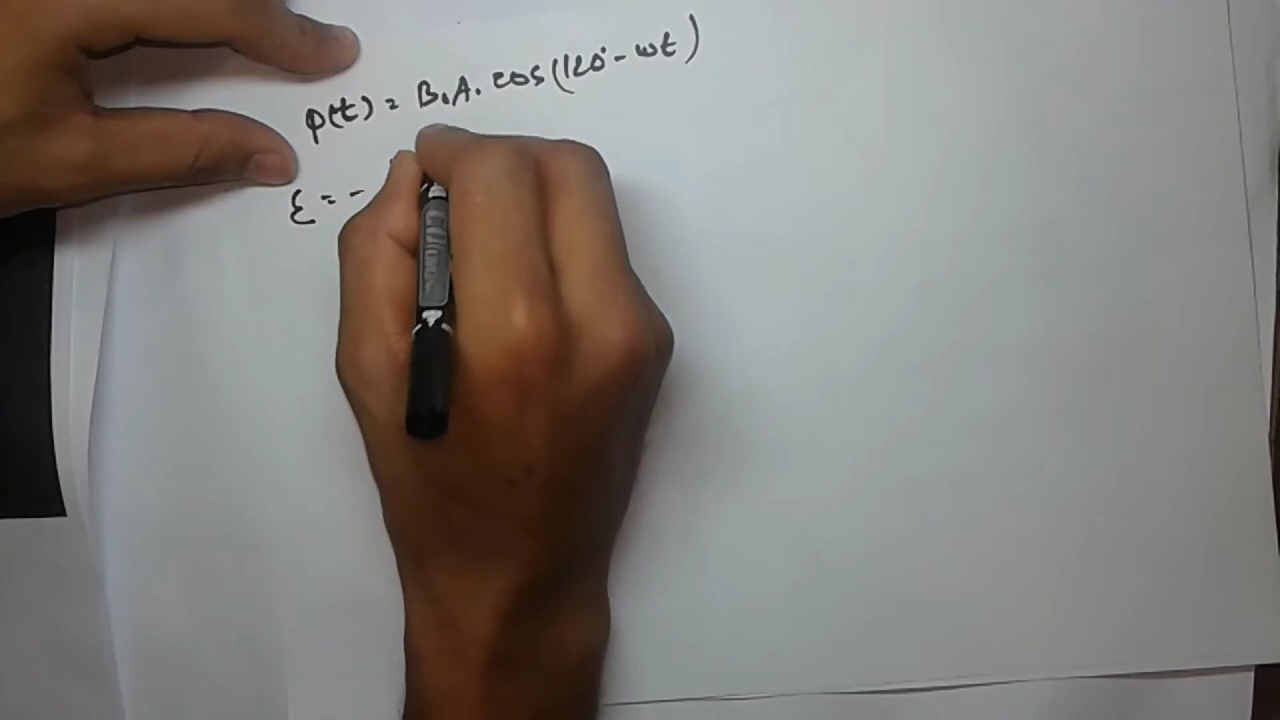 φ(t) = B.A. cos(120° - ωt)
ε = -